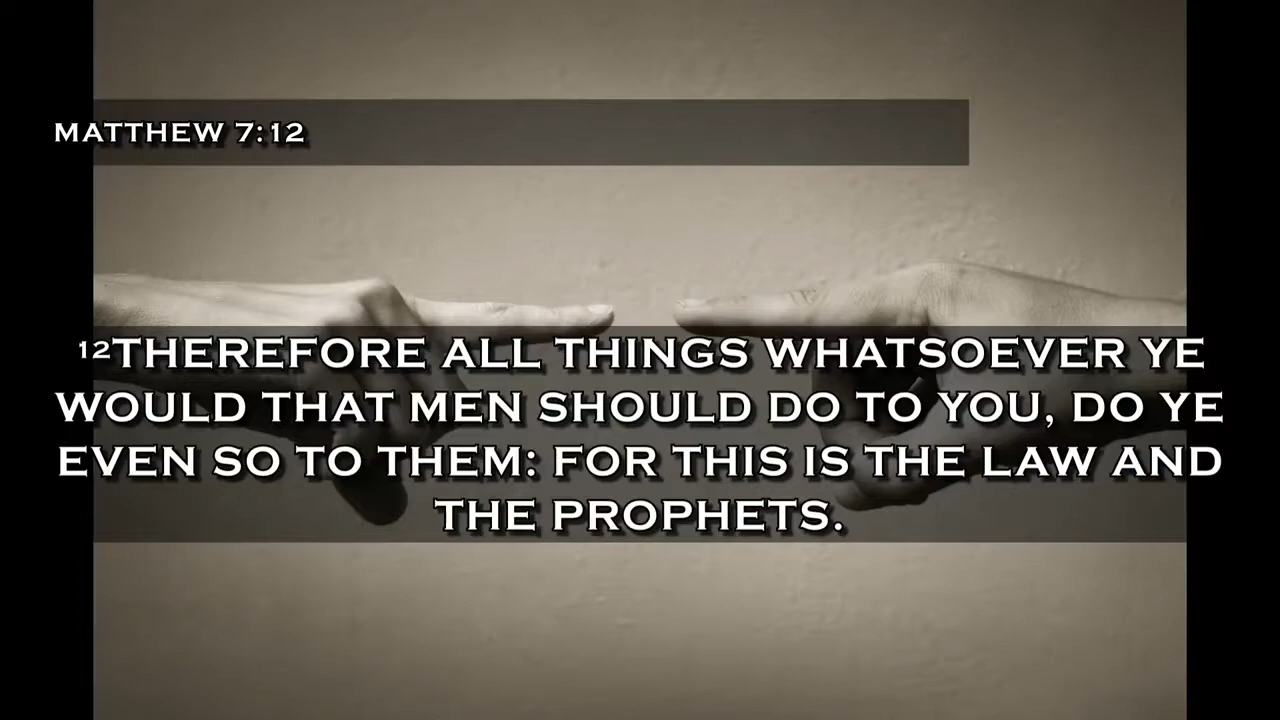 MATTHEW 7:12
12THEREFORE ALL THINGS WHATSOEVER YE
WOULD THAT MEN SHOULD DO TO YOU, DO YE
EVEN SO TO THEM: FOR THIS IS THE LAW AND
THE PROPHETS.